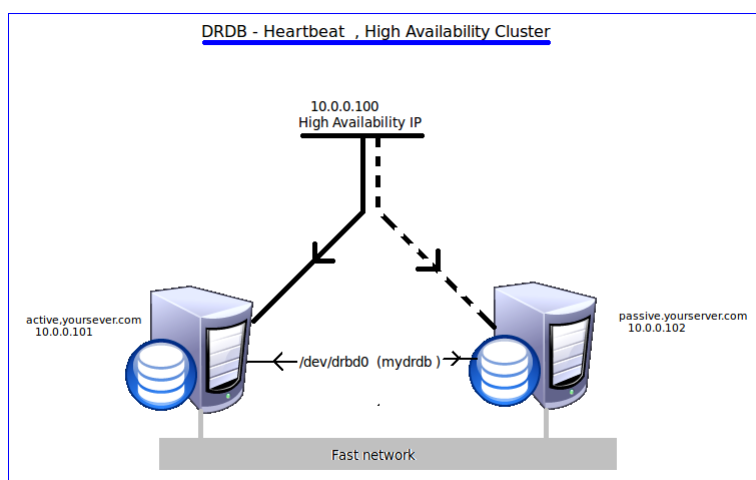 DRDB - Heartbeat , High Availability Cluster
10.0.0.100
High Availability IP
active,yoursever.com
10.0.0.101
passive.yourserver.com
10.0.0.102
/dev/drbd0 (mydrdb )
Fast network